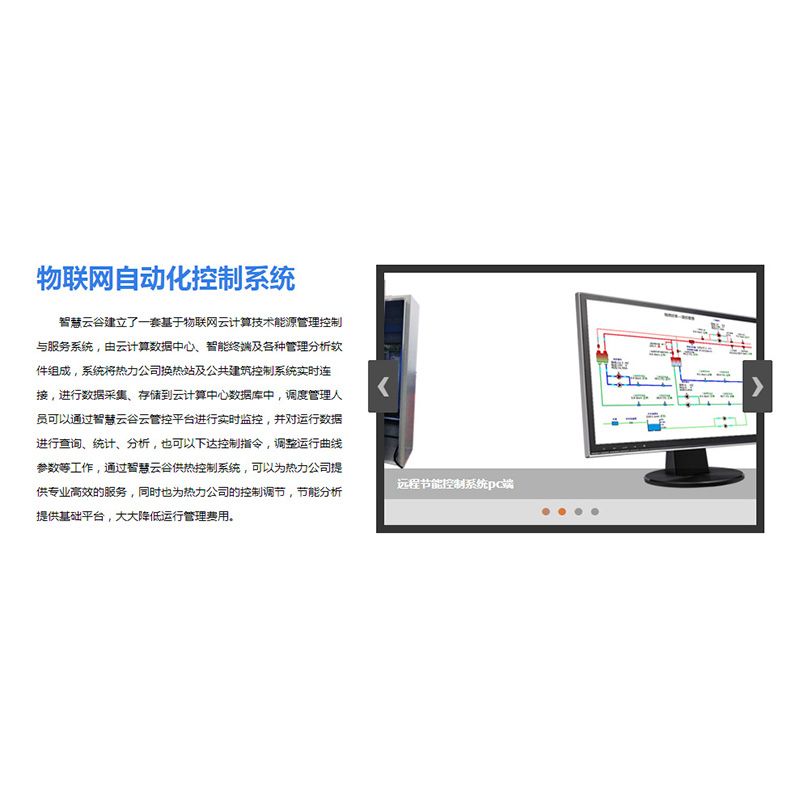 物联网自动化控制系统
智慧云谷建立了一套基于物联网云计算技术能源管理控制
与服务系统，由云计算数据中心、智能终端及各种管理分析软
件组成，系统将热力公司换热站及公共建筑控制系统实时连
接，进行数据采集、存储到云计算中心数据库中，调度管理人
员可以通过智慧云谷云管控平台进行实时监控，并对运行数据
进行查询、统计、分析，也可以下达控制指令，调整运行曲线
参数等工作，通过智慧云谷供热控制系统，可以为热力公司提
供专业高效的服务，同时也为热力公司的控制调节，节能分析
提供基础平台，大大降低运行管理费用。
远程节能控制系统pc端